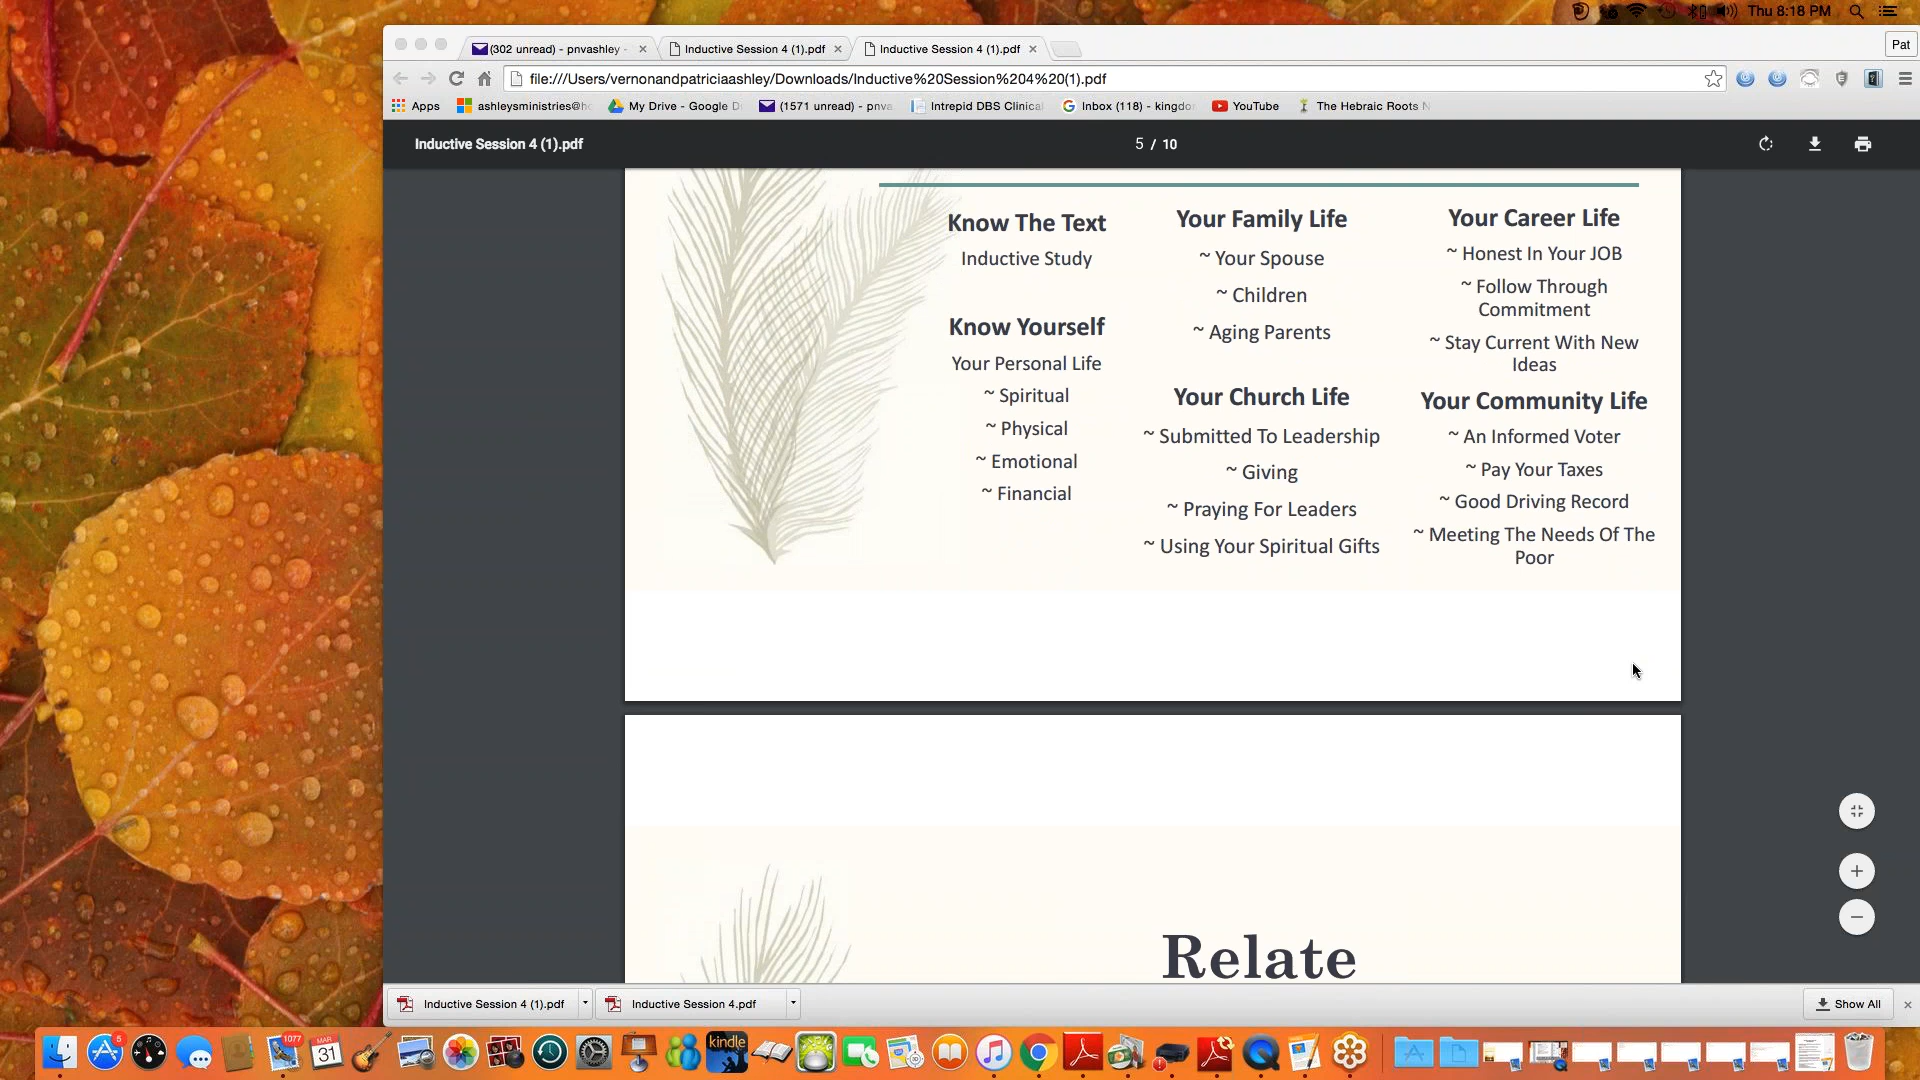 Thu 8:18 PM
(302 unread) - pnvashley -
Inductive Session 4 (1).pdf
Inductive Session 4 (1).pdf
Pat
file:///Users/vernonandpatriciaashley/Downloads/Inductive%20Session%204%20(1).pdf
Apps
ashleysministries@h
My Drive - Google D
(1571 unread) - pnva
Intrepid DBS Clinical
Inbox (118) - kingdo
YouTube
The Hebraic Roots N
Inductive Session 4 (1).pdf
5 / 10
Know The Text
Inductive Study
Know Yourself
Your Personal Life
~ Spiritual
~ Physical
~ Emotional
~ Financial
Your Family Life
~ Your Spouse
~ Children
~ Aging Parents
Your Church Life
~ Submitted To Leadership
~ Giving
~ Praying For Leaders
~ Using Your Spiritual Gifts
Your Career Life
~ Honest In Your JOB
~ Follow Through
Commitment
~ Stay Current With New
Ideas
Your Community Life
~ An Informed Voter
~ Pay Your Taxes
~ Good Driving Record
~ Meeting The Needs Of The
Poor
Relate
Inductive Session 4 (1).pdf
Inductive Session 4.pdf
Show All
5
1077
MAR
31
kindle